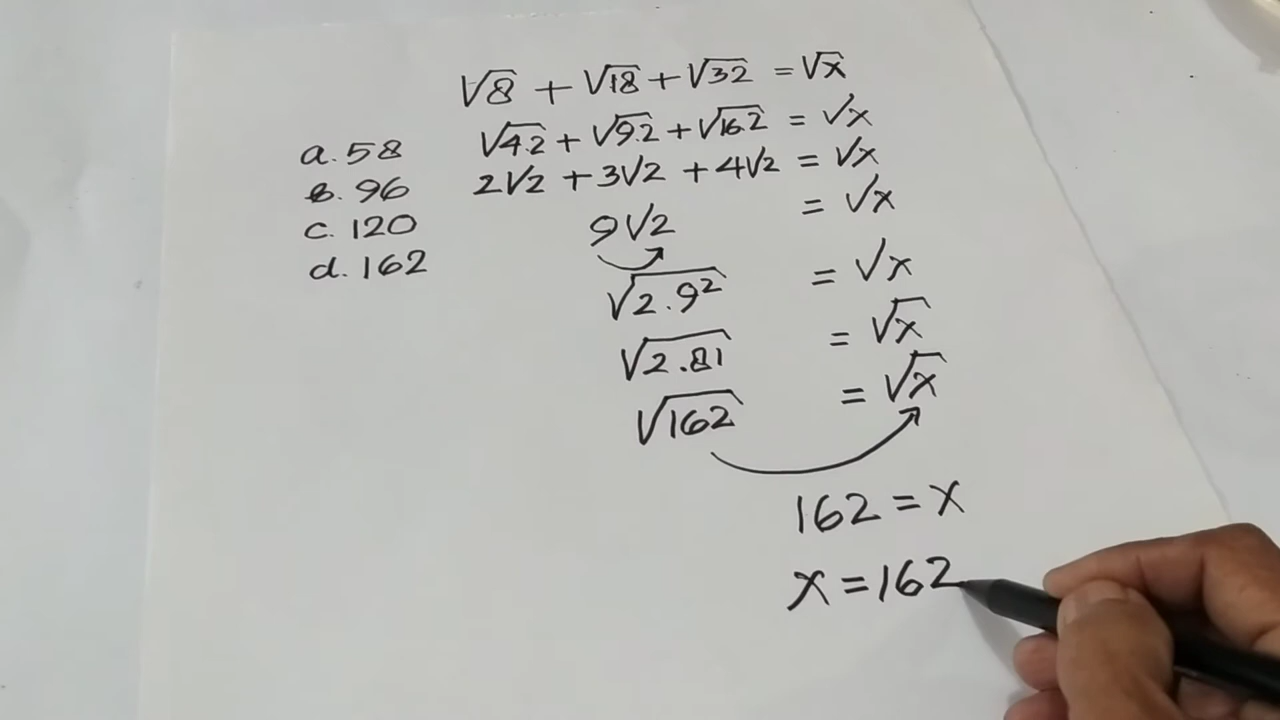 √8 + √18 + √32 = √x
√4.2 + √9.2 + √16.2 = √x
2√2 + 3√2 + 4√2 = √x
9√2 = √x
√2.9² = √x
√2.81 = √x
√162 = √x
162 = x
x = 162
a. 58
b. 96
c. 120
d. 162